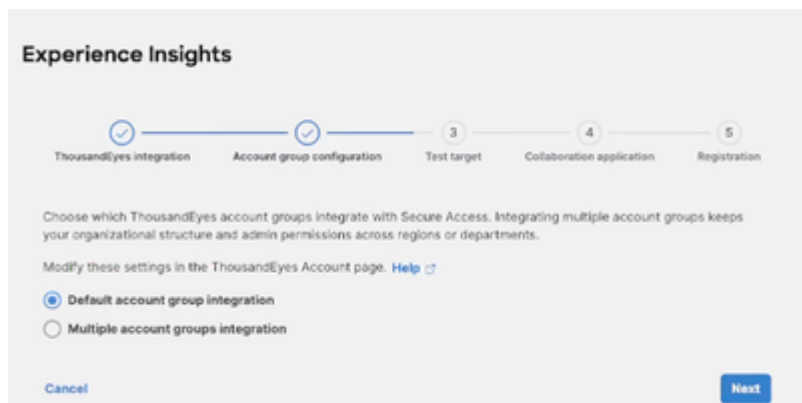 Experience Insights
3
4
5
ThousandEyes integration
Account group configuration
Test target
Collaboration application
Registration
Choose which ThousandEyes account groups integrate with Secure Access. Integrating multiple account groups keeps
your organizational structure and admin permissions across regions or departments.
Modify these settings in the ThousandEyes Account page. Help
Default account group integration
Multiple account groups integration
Cancel
Next